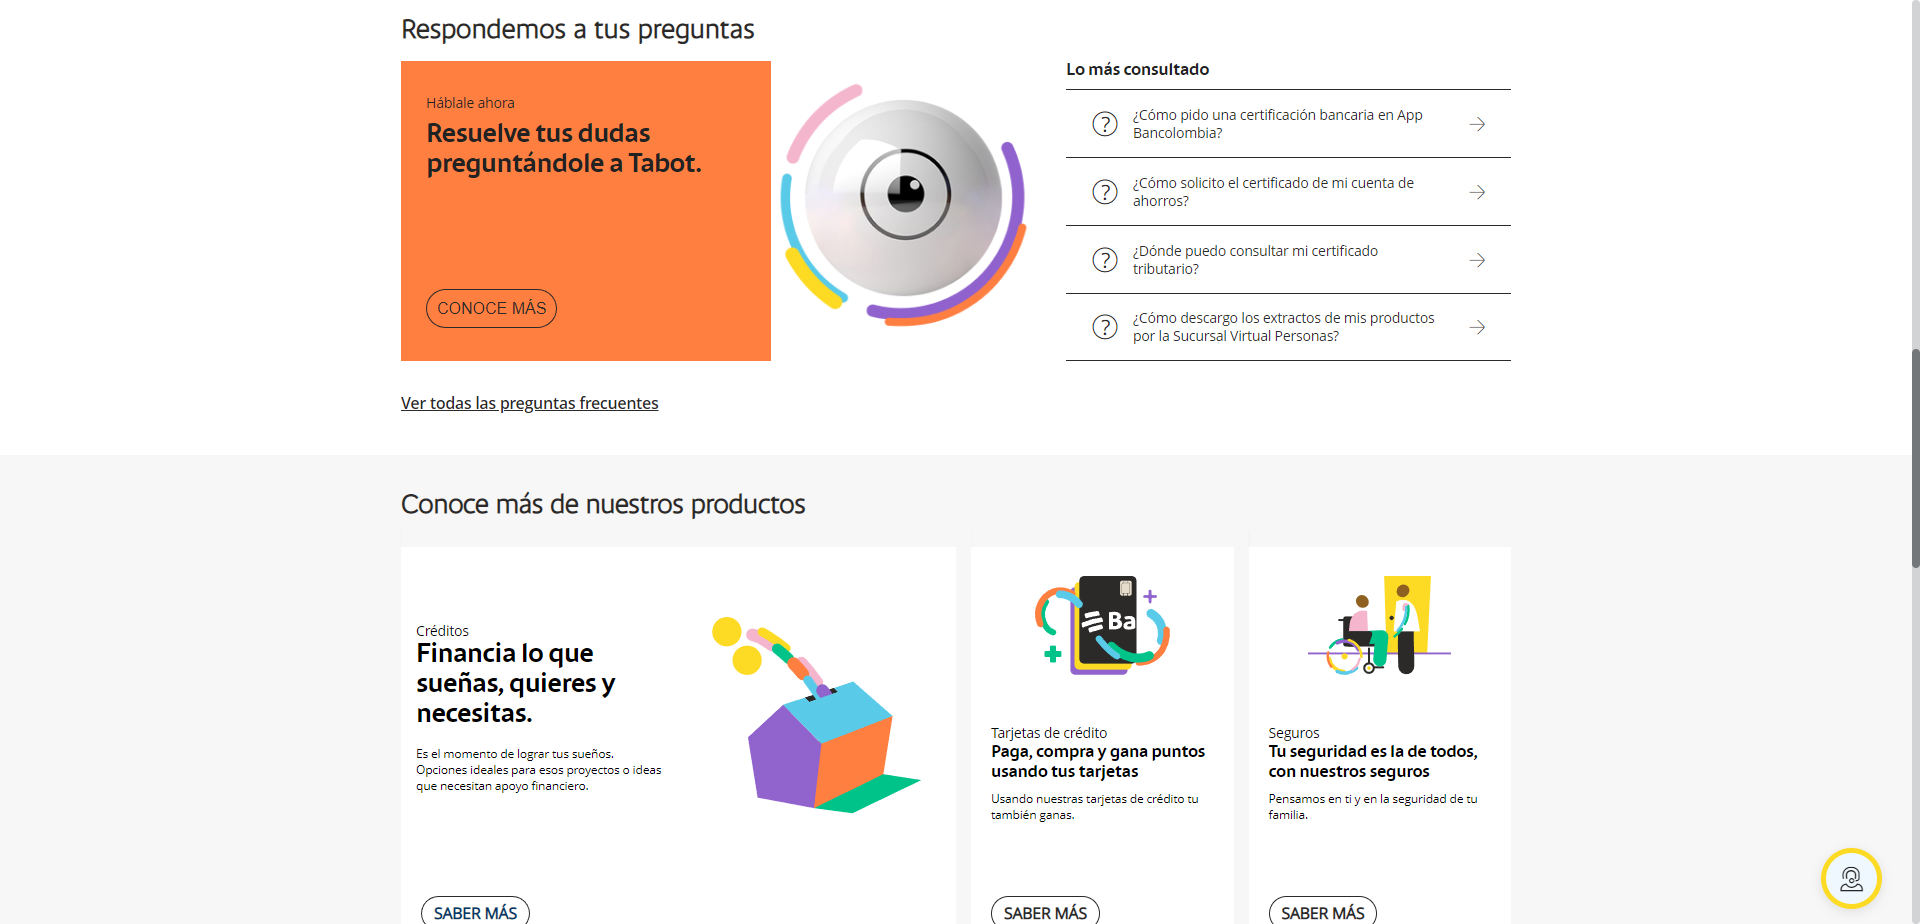 Respondemos a tus preguntas
Háblale ahora
Resuelve tus dudas
preguntándole a Tabot.
CONOCE MÁS
Lo más consultado
¿Cómo pido una certificación bancaria en App
Bancolombia?
¿Cómo solicito el certificado de mi cuenta de
ahorros?
¿Dónde puedo consultar mi certificado
tributario?
¿Cómo descargo los extractos de mis productos
por la Sucursal Virtual Personas?
Ver todas las preguntas frecuentes
Conoce más de nuestros productos
Créditos
Financia lo que
sueñas, quieres y
necesitas.
Es el momento de lograr tus sueños.
Opciones ideales para esos proyectos o ideas
que necesitan apoyo financiero.
SABER MÁS
Ba
Tarjetas de crédito
Paga, compra y gana puntos
usando tus tarjetas
Usando nuestras tarjetas de crédito tu
también ganas.
SABER MÁS
Seguros
Tu seguridad es la de todos,
con nuestros seguros
Pensamos en ti y en la seguridad de tu
familia.
SABER MÁS